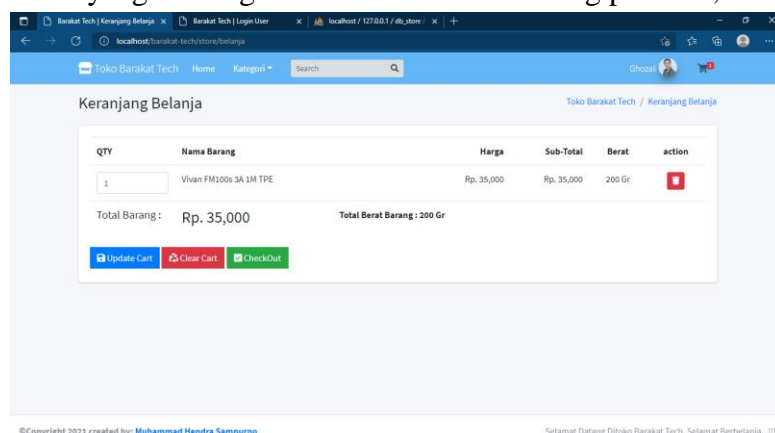 Barakat Tech | Keranjang Belanja Barakat Tech | Login User localhost / 127.0.0.1 / db_store /
localhost/barakat-tech/store/belanja
Toko Barakat Tech Home Kategori Search Ghozali
Keranjang Belanja Toko Barakat Tech / Keranjang Belanja
QTY Nama Barang Harga Sub-Total Berat action
1 Vivan FM100s 3A 1M TPE Rp. 35,000 Rp. 35,000 200 Gr
Total Barang : Rp. 35,000 Total Berat Barang : 200 Gr
Update Cart Clear Cart CheckOut
©Copyright 2021 created by: Muhammad Hendra Sampurno Selamat Datang Ditoko Barakat Tech, Selamat Berbelanja